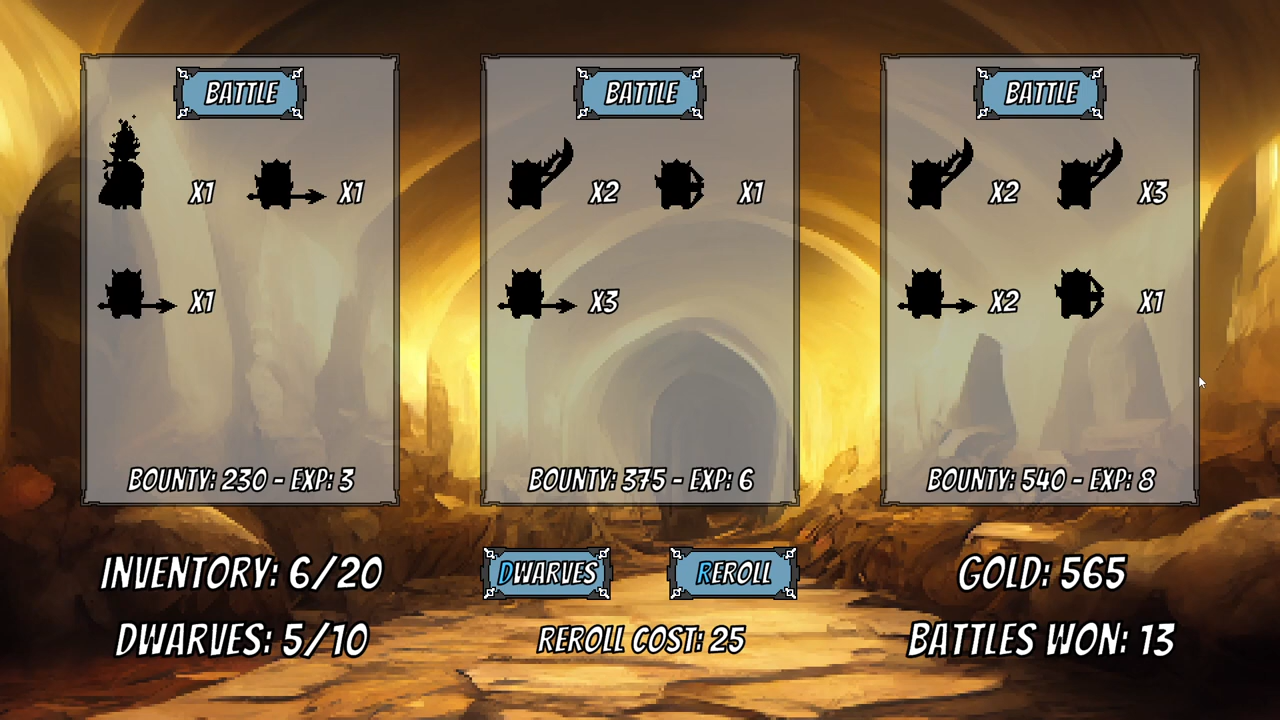 BATTLE
X1 X1
X1
BOUNTY: 230 - EXP: 3
BATTLE
X2 X1
X3
BOUNTY: 375 - EXP: 6
BATTLE
X2 X3
X2 X1
BOUNTY: 540 - EXP: 8
INVENTORY: 6/20
DWARVES
REROLL
GOLD: 565
DWARVES: 5/10
REROLL COST: 25
BATTLES WON: 13